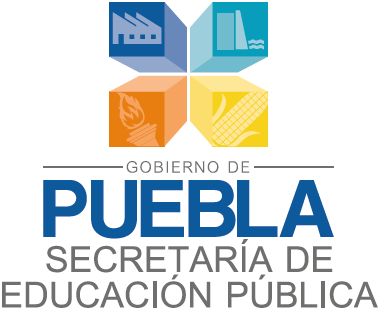 GOBIERNO DE
PUEBLA
SECRETARÍA DE
EDUCACIÓN PÚBLICA